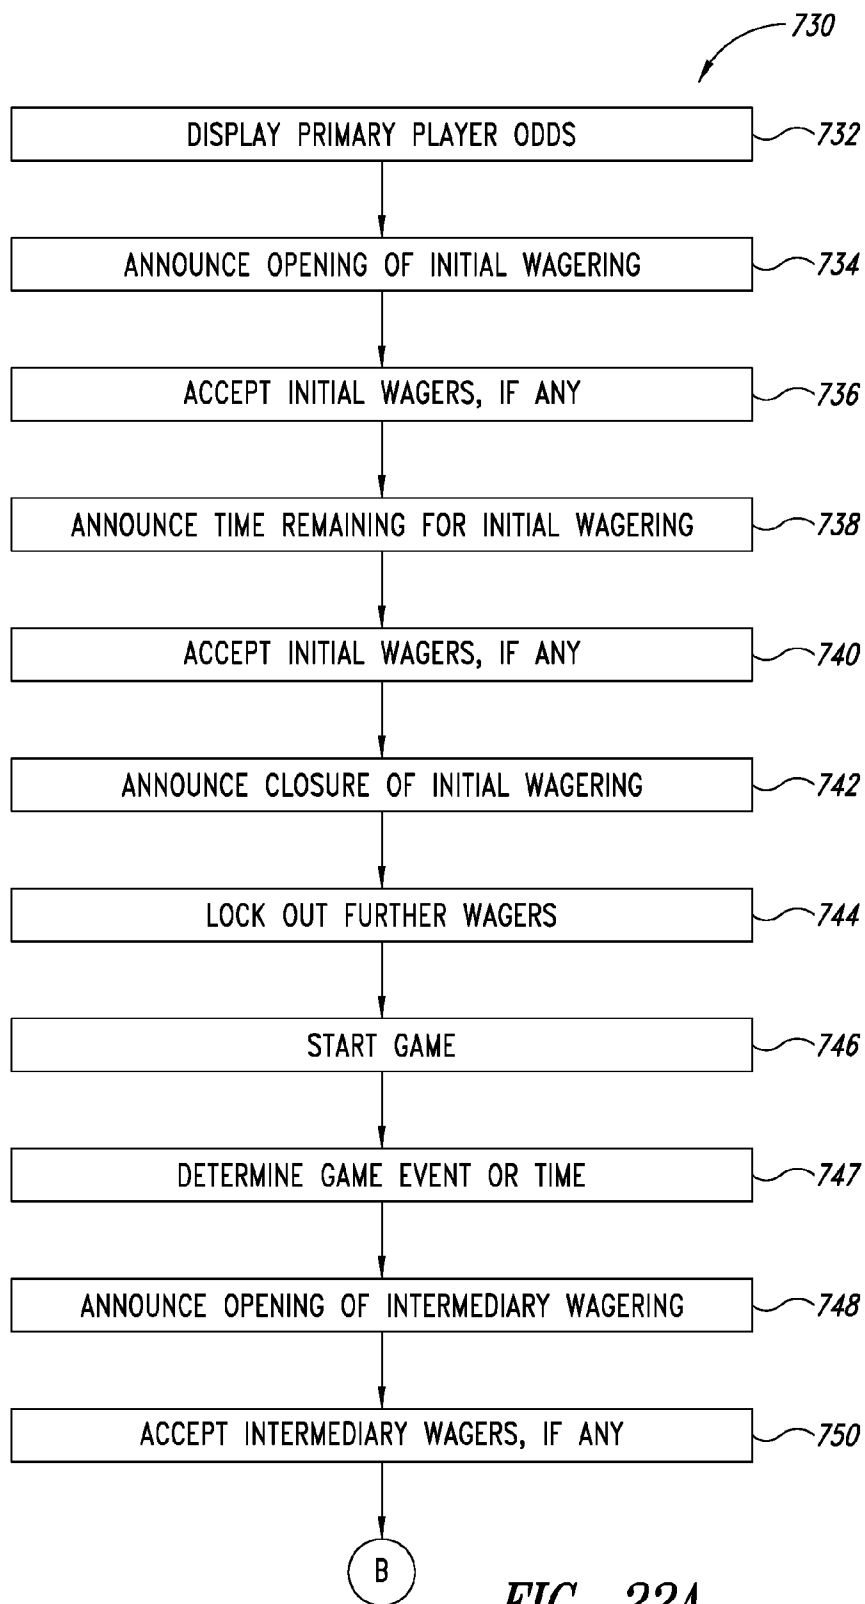 730
DISPLAY PRIMARY PLAYER ODDS 732
ANNOUNCE OPENING OF INITIAL WAGERING 734
ACCEPT INITIAL WAGERS, IF ANY 736
ANNOUNCE TIME REMAINING FOR INITIAL WAGERING 738
ACCEPT INITIAL WAGERS, IF ANY 740
ANNOUNCE CLOSURE OF INITIAL WAGERING 742
LOCK OUT FURTHER WAGERS 744
START GAME 746
DETERMINE GAME EVENT OR TIME 747
ANNOUNCE OPENING OF INTERMEDIARY WAGERING 748
ACCEPT INTERMEDIARY WAGERS, IF ANY 750
B
FIG. 22A